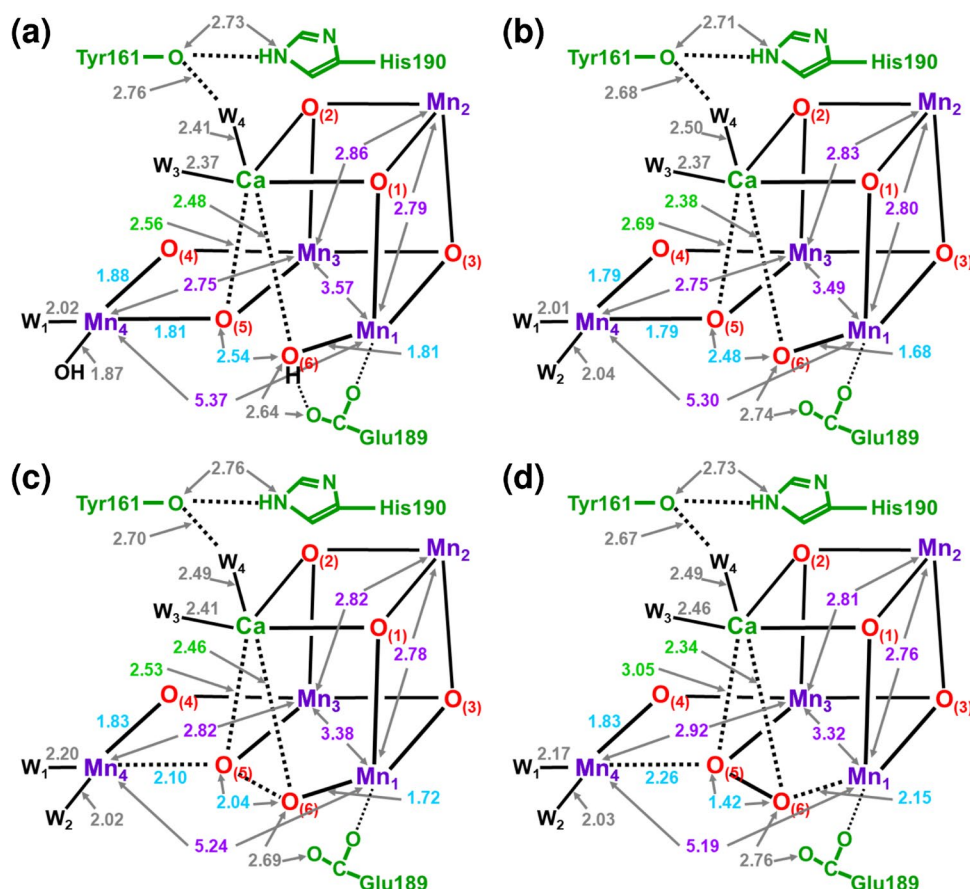 (a)
2.73
N
Tyr161
O
HN
His190
2.76
O(2)
Mn2
W4
2.41
2.86
W3
2.37
Ca
O(1)
2.48
2.79
2.56
O(4)
Mn3
O(3)
1.88
2.75
3.57
2.02
W1
Mn4
1.81
O(5)
Mn1
2.54
O(6)
1.81
OH
1.87
H
5.37
2.64
O
O
C
Glu189
(b)
2.71
N
Tyr161
O
HN
His190
2.68
O(2)
Mn2
W4
2.50
2.83
W3
2.37
Ca
O(1)
2.38
2.80
2.69
O(4)
Mn3
O(3)
1.79
2.75
3.49
2.01
W1
Mn4
1.79
O(5)
Mn1
2.48
O(6)
1.68
W2
2.04
5.30
2.74
O
O
C
Glu189
(c)
2.76
N
Tyr161
O
HN
His190
2.70
O(2)
Mn2
W4
2.49
2.82
W3
2.41
Ca
O(1)
2.46
2.78
2.53
O(4)
Mn3
O(3)
1.83
2.82
3.38
2.20
W1
Mn4
2.10
O(5)
Mn1
2.04
O(6)
1.72
W2
2.02
5.24
2.69
O
O
C
Glu189
(d)
2.73
N
Tyr161
O
HN
His190
2.67
O(2)
Mn2
W4
2.49
2.81
W3
2.46
Ca
O(1)
2.34
2.76
3.05
O(4)
Mn3
O(3)
1.83
2.92
3.32
2.17
W1
Mn4
2.26
O(5)
Mn1
1.42
O(6)
2.15
W2
2.03
5.19
2.76
O
O
C
Glu189